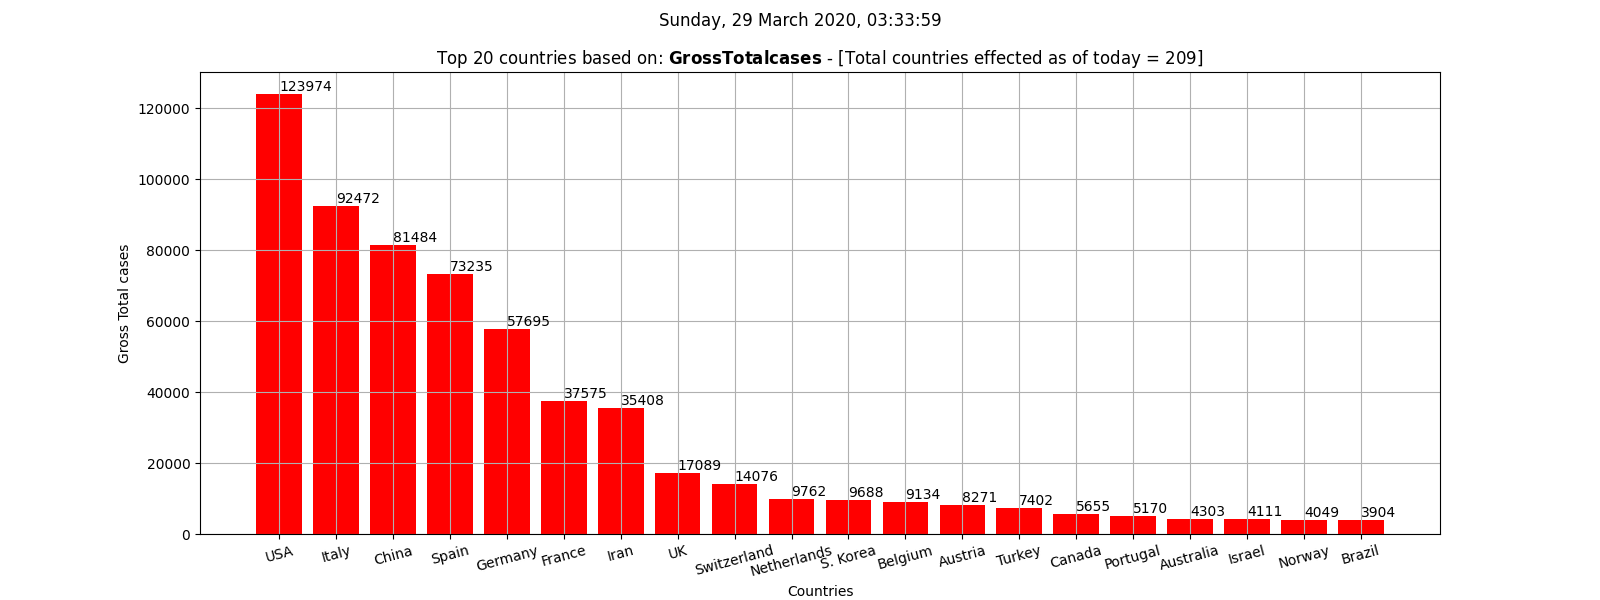 Sunday, 29 March 2020, 03:33:59
Top 20 countries based on: GrossTotalcases - [Total countries effected as of today = 209]
Gross Total cases
120000
100000
80000
60000
40000
20000
0
123974
92472
81484
73235
57695
37575
35408
17089
14076
9762
9688
9134
8271
7402
5655
5170
4303
4111
4049
3904
USA
Italy
China
Spain
Germany
France
Iran
UK
Switzerland
Netherlands
S. Korea
Belgium
Austria
Turkey
Canada
Portugal
Australia
Israel
Norway
Brazil
Countries